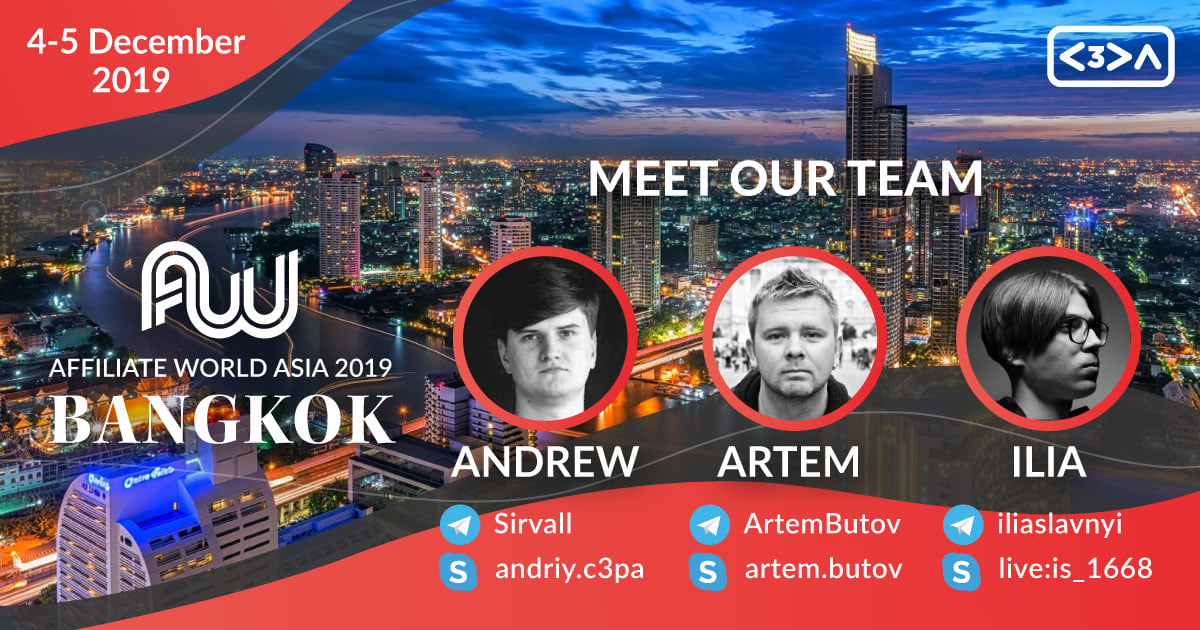 4-5 December
2019
<3>Λ
MEET OUR TEAM
AW
AFFILIATE WORLD ASIA 2019
BANGKOK
ANDREW
Sirvall
andriy.c3pa
ARTEM
ArtemButov
artem.butov
ILIA
iliaslavnyi
live:is_1668